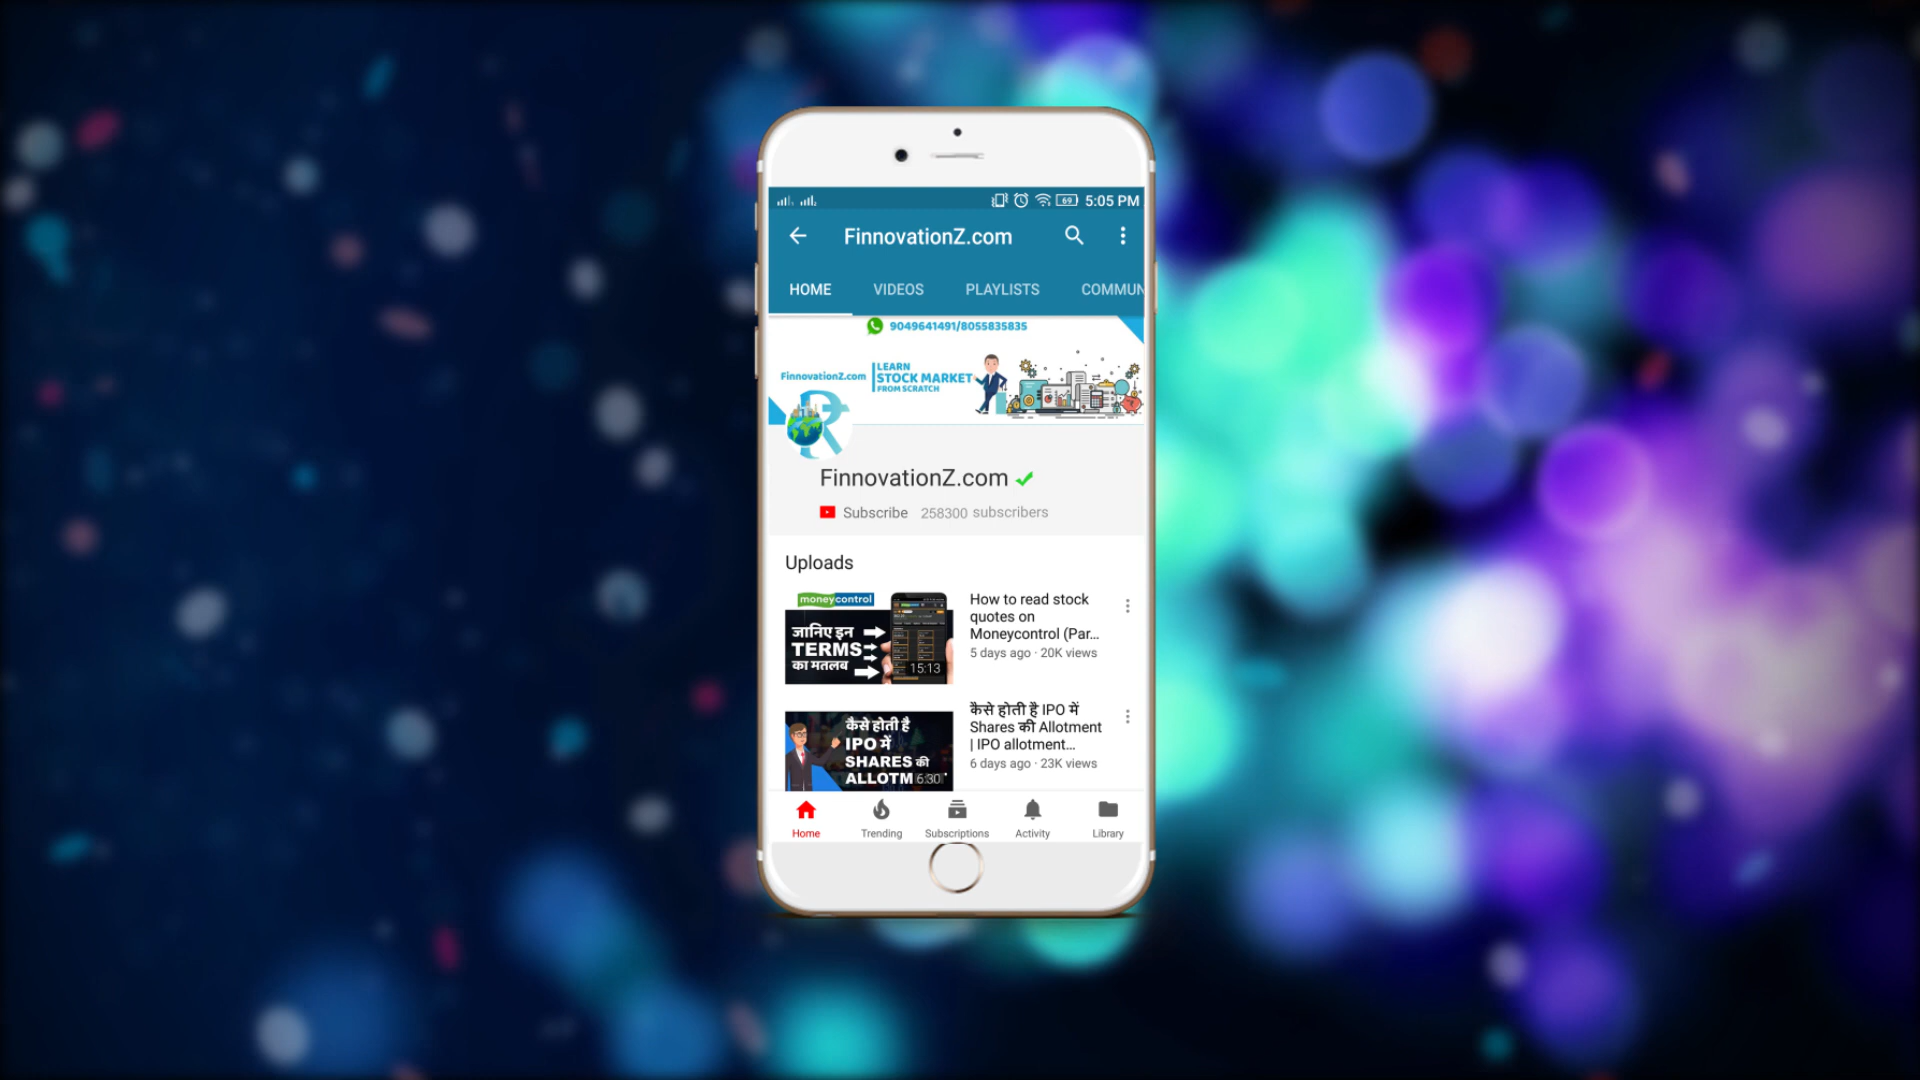 69 5:05 PM
FinnovationZ.com
HOME VIDEOS PLAYLISTS COMMUN
9049641491/8055835835
FinnovationZ.com
LEARN
STOCK MARKET
FROM SCRATCH
FinnovationZ.com
Subscribe 258300 subscribers
Uploads
moneycontrol
जानिए इन
TERMS
का मतलब
15:13
How to read stock
quotes on
Moneycontrol (Par...
5 days ago · 20K views
कैसे होती है
IPO में
SHARES की
ALLOTM 6:30
कैसे होती है IPO में
Shares की Allotment
| IPO allotment...
6 days ago · 23K views
Home Trending Subscriptions Activity Library